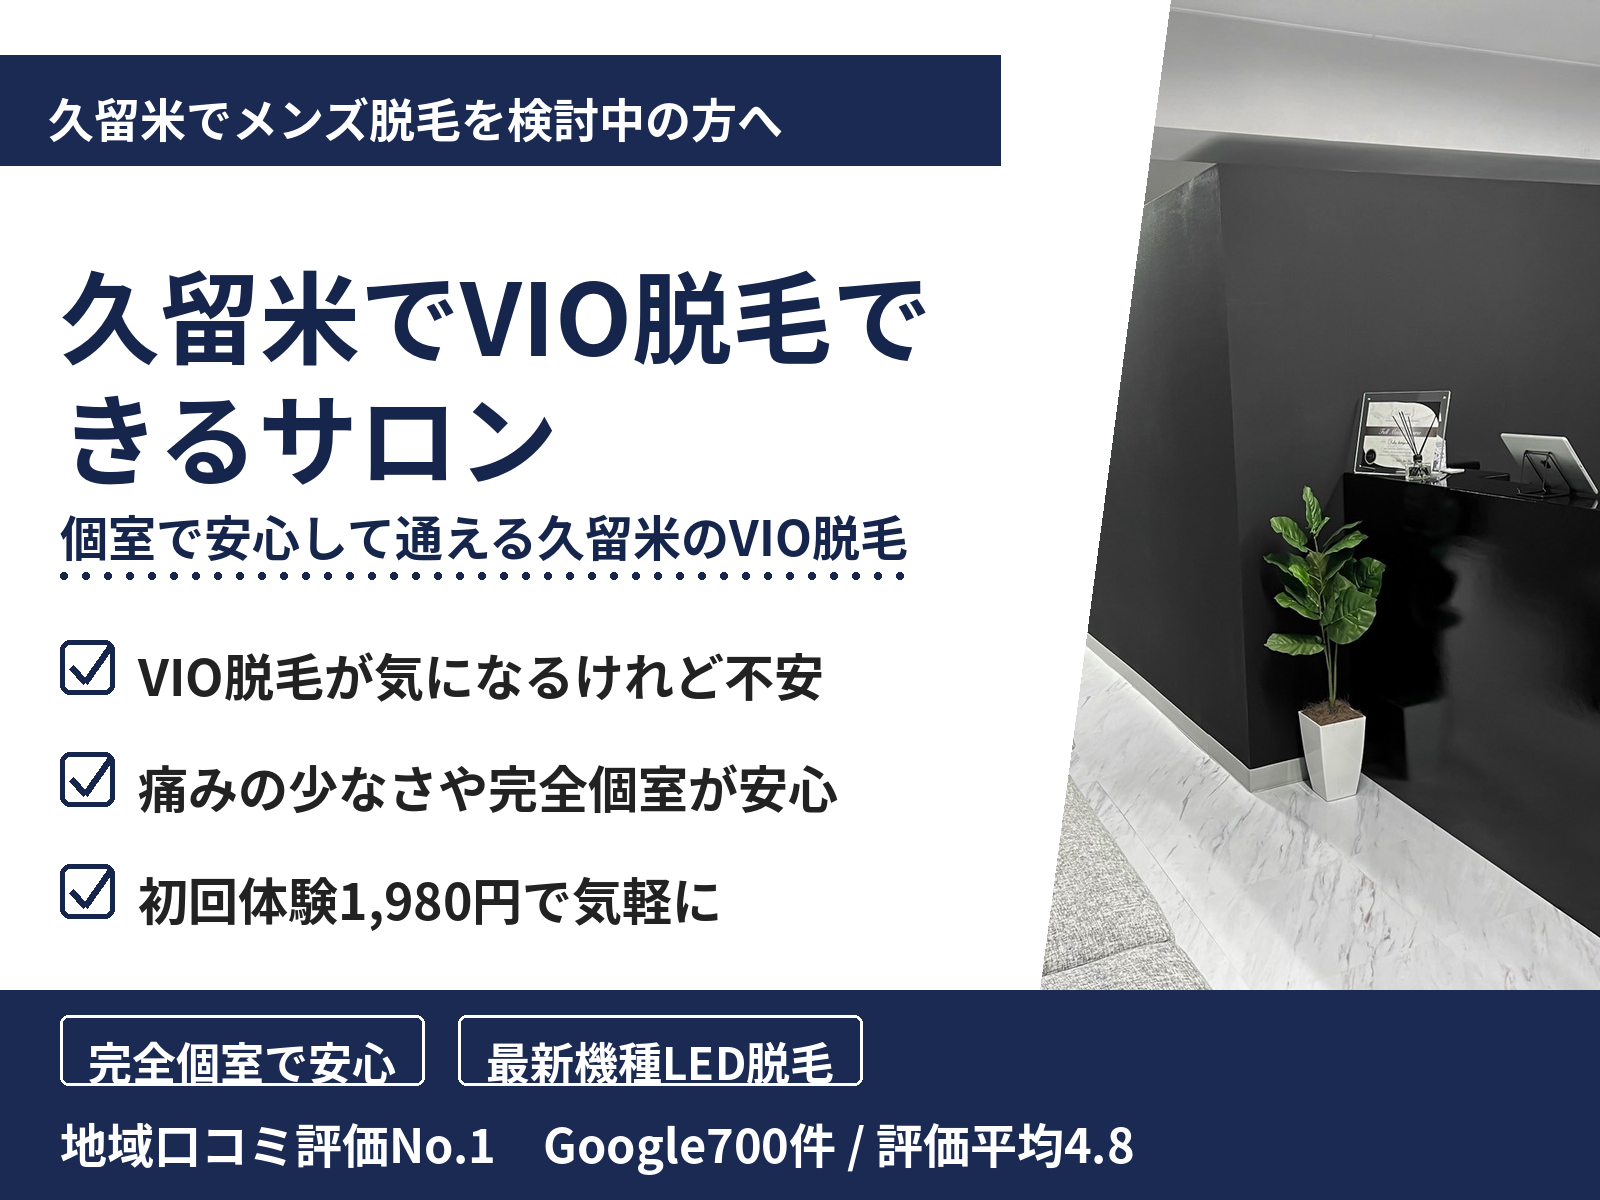 久留米でメンズ脱毛を検討中の方へ
久留米でVIO脱毛で
きるサロン
個室で安心して通える久留米のVIO脱毛
VIO脱毛が気になるけれど不安
痛みの少なさや完全個室が安心
初回体験1,980円で気軽に
完全個室で安心
最新機種LED脱毛
地域口コミ評価No.1　Google700件 / 評価平均4.8